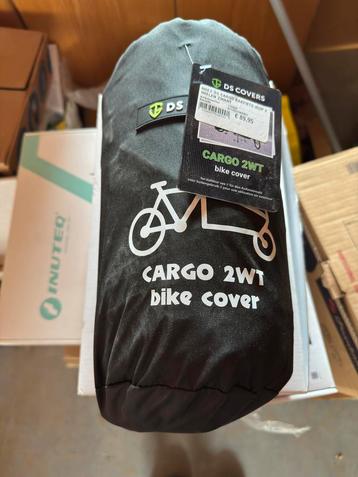 DS COVERS
€ 89,95
CARGO 2WT
bike cover
DS
CARGO 2WT
bike cover
INUTEQ